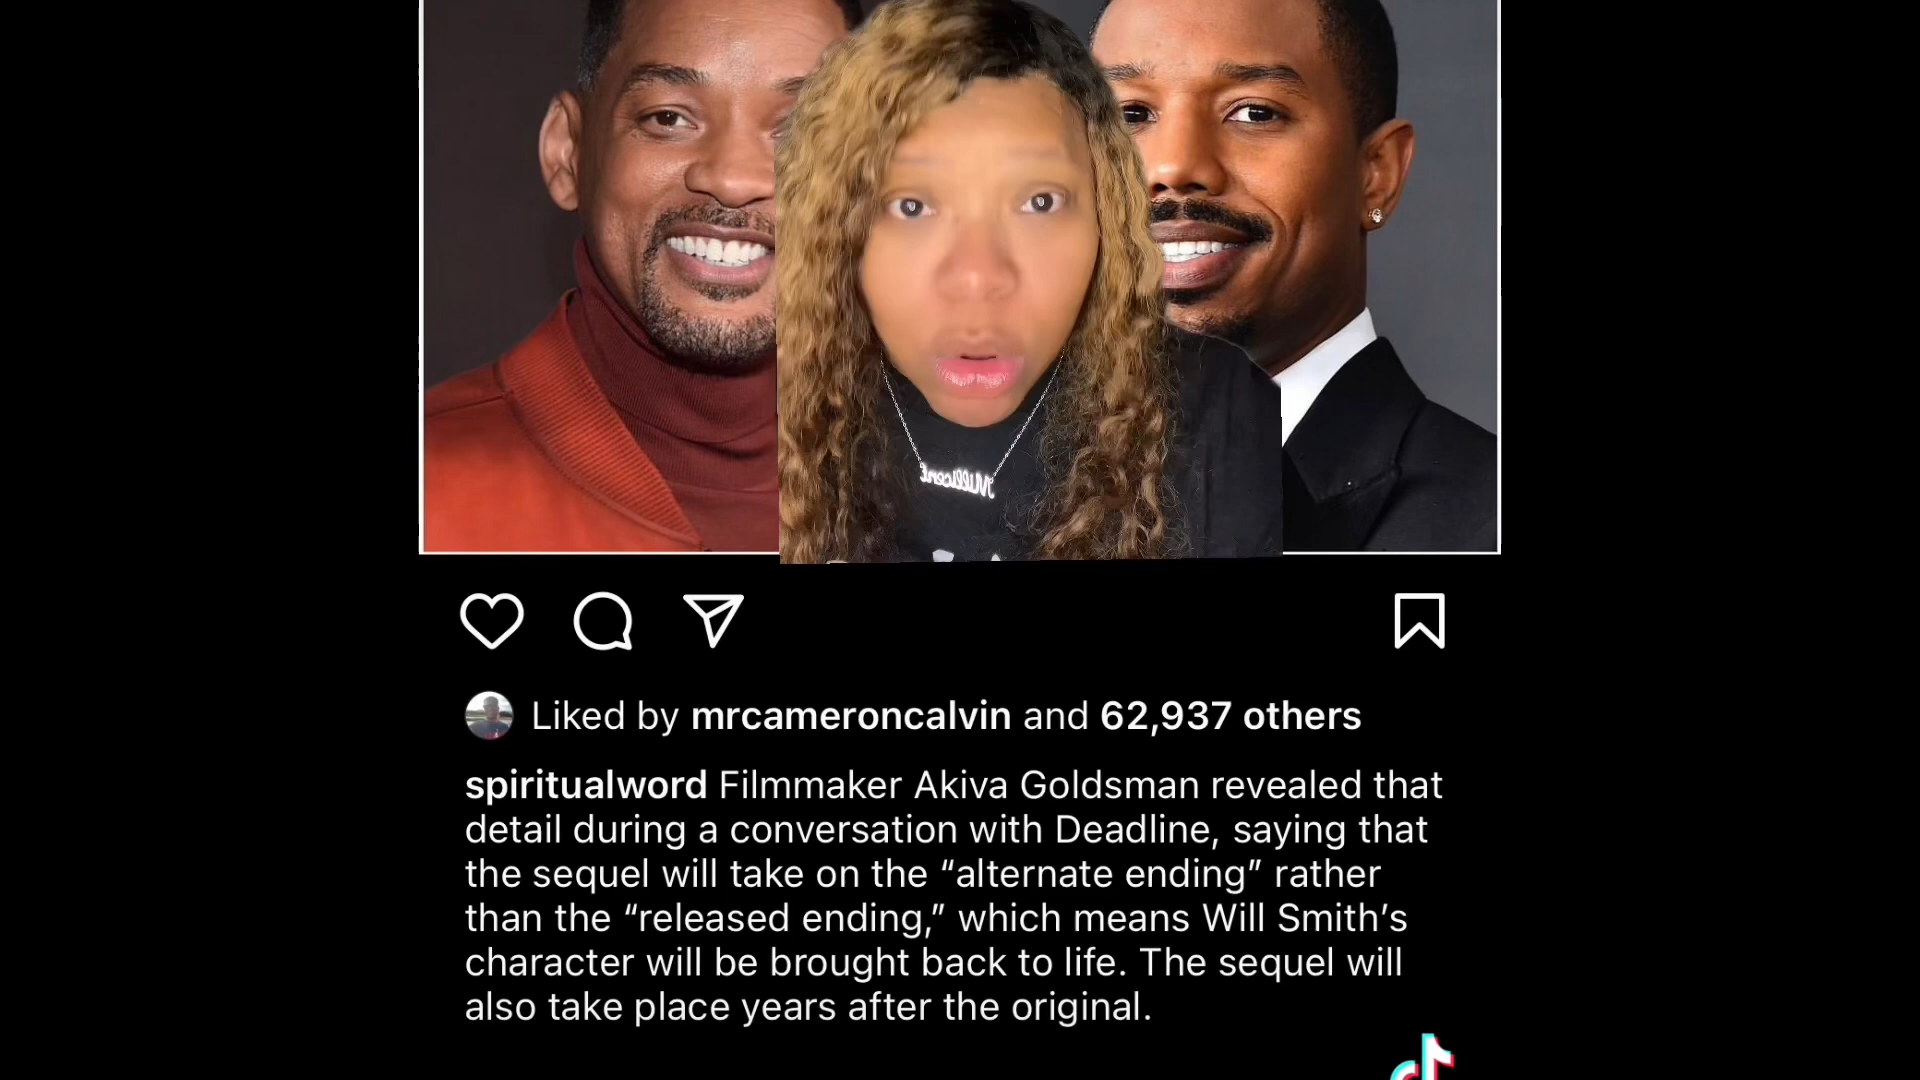 Millicent
Liked by mrcameroncalvin and 62,937 others
spiritualword Filmmaker Akiva Goldsman revealed that
detail during a conversation with Deadline, saying that
the sequel will take on the “alternate ending” rather
than the “released ending,” which means Will Smith’s
character will be brought back to life. The sequel will
also take place years after the original.